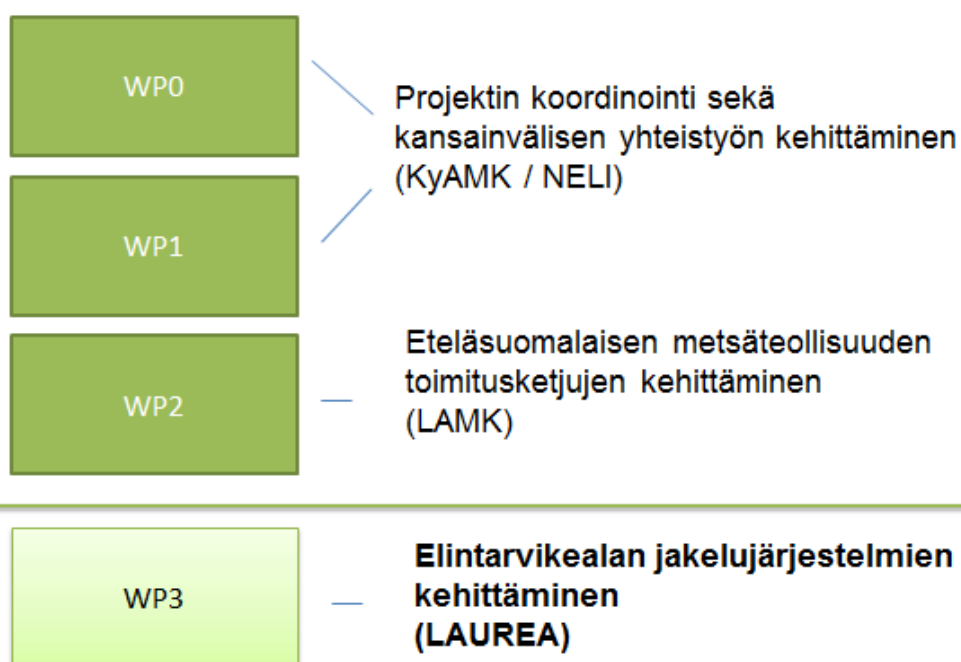 WP0
Projektin koordinointi sekä
kansainvälisen yhteistyön kehittäminen
(KyAMK / NELI)
WP1
Eteläsuomalaisen metsäteollisuuden
toimitusketjujen kehittäminen
(LAMK)
WP2
Elintarvikealan jakelujärjestelmien
kehittäminen
(LAUREA)
WP3